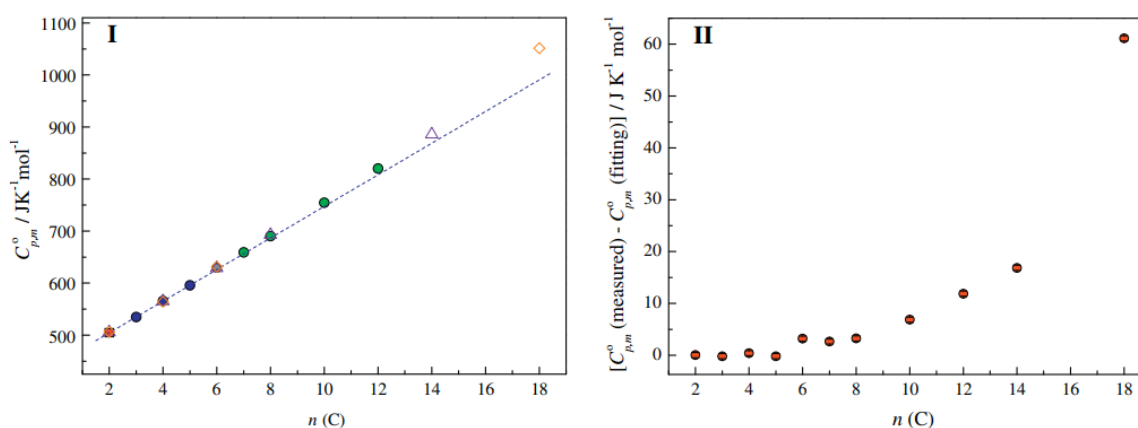 I
1100
1000
900
800
700
600
500
2 4 6 8 10 12 14 16 18
n (C)
C°p,m / JK⁻¹mol⁻¹
II
60
50
40
30
20
10
0
2 4 6 8 10 12 14 16 18
n (C)
[C°p,m (measured) - C°p,m (fitting)] / J K⁻¹ mol⁻¹